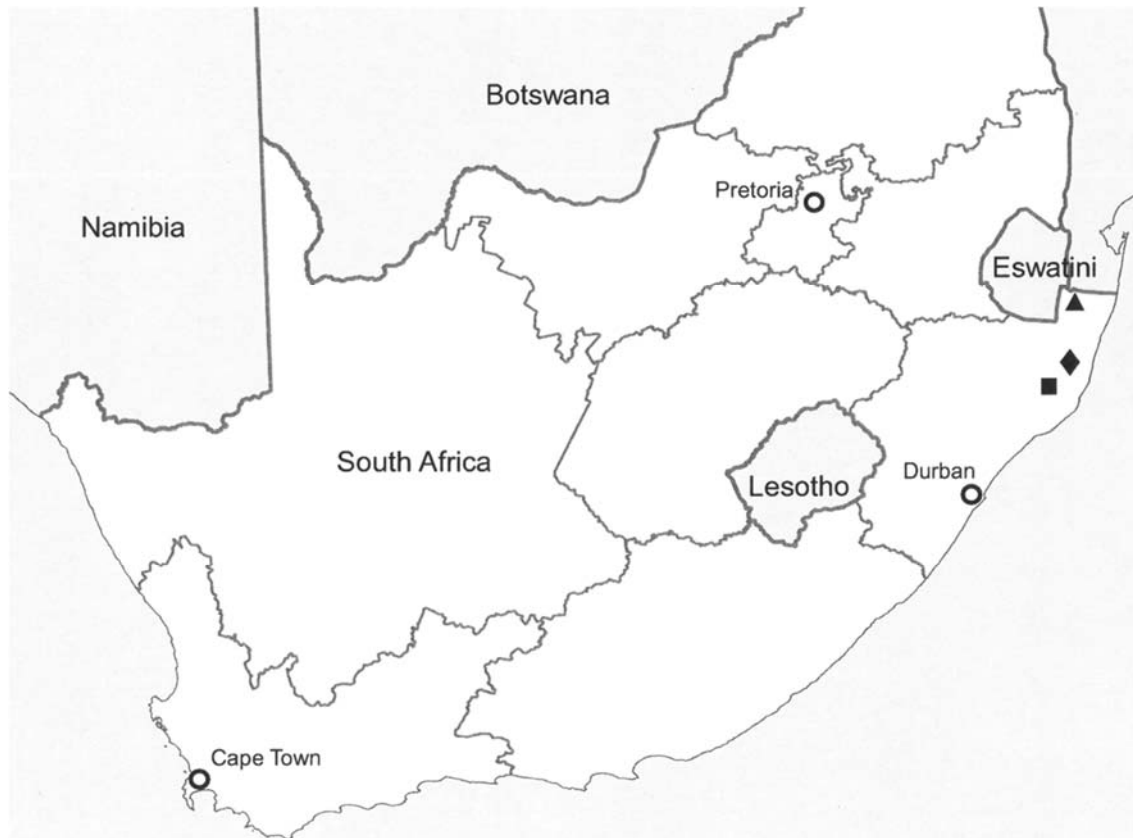 Botswana
Pretoria
Namibia
Eswatini
South Africa
Durban
Lesotho
Cape Town